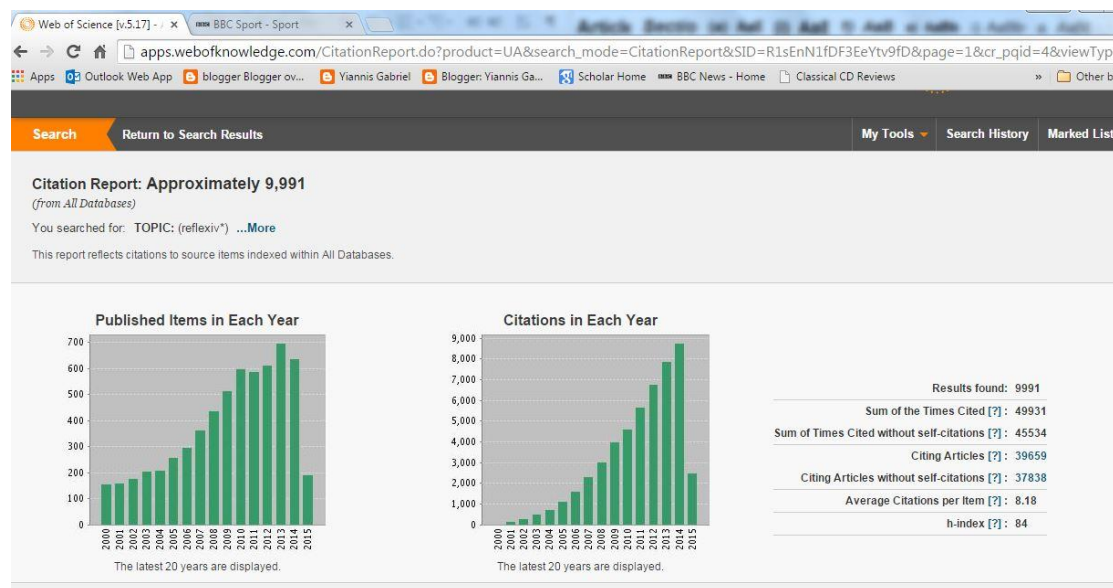 Web of Science [v.5.17] -
BBC Sport - Sport
apps.webofknowledge.com/CitationReport.do?product=UA&search_mode=CitationReport&SID=R1sEnN1fDF3EeYtv9fD&page=1&cr_pqid=4&viewTyp
Apps Outlook Web App blogger Blogger ov... Yiannis Gabriel Blogger: Yiannis Ga... Scholar Home BBC News - Home Classical CD Reviews » Other b
Search Return to Search Results My Tools Search History Marked List
Citation Report: Approximately 9,991
(from All Databases)
You searched for: TOPIC: (reflexiv*) ...More
This report reflects citations to source items indexed within All Databases.
Published Items in Each Year
700
600
500
400
300
200
100
0
2000 2001 2002 2003 2004 2005 2006 2007 2008 2009 2010 2011 2012 2013 2014 2015
The latest 20 years are displayed.
Citations in Each Year
9,000
8,000
7,000
6,000
5,000
4,000
3,000
2,000
1,000
0
2000 2001 2002 2003 2004 2005 2006 2007 2008 2009 2010 2011 2012 2013 2014 2015
The latest 20 years are displayed.
Results found: 9991
Sum of the Times Cited [?] : 49931
Sum of Times Cited without self-citations [?] : 45534
Citing Articles [?] : 39659
Citing Articles without self-citations [?] : 37838
Average Citations per Item [?] : 8.18
h-index [?] : 84